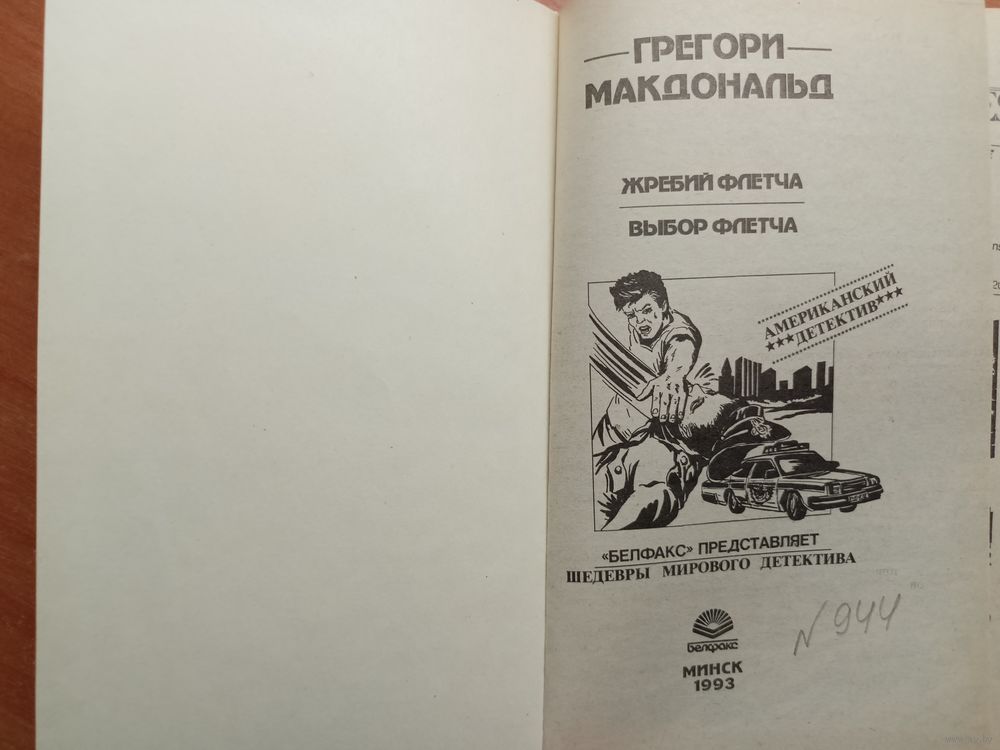 ГРЕГОРИ
МАКДОНАЛЬД
ЖРЕБИЙ ФЛЕТЧА
ВЫБОР ФЛЕТЧА
АМЕРИКАНСКИЙ
★★★ДЕТЕКТИВ★★★
«БЕЛФАКС» ПРЕДСТАВЛЯЕТ
ШЕДЕВРЫ МИРОВОГО ДЕТЕКТИВА
N 944
Белфакс
МИНСК
1993